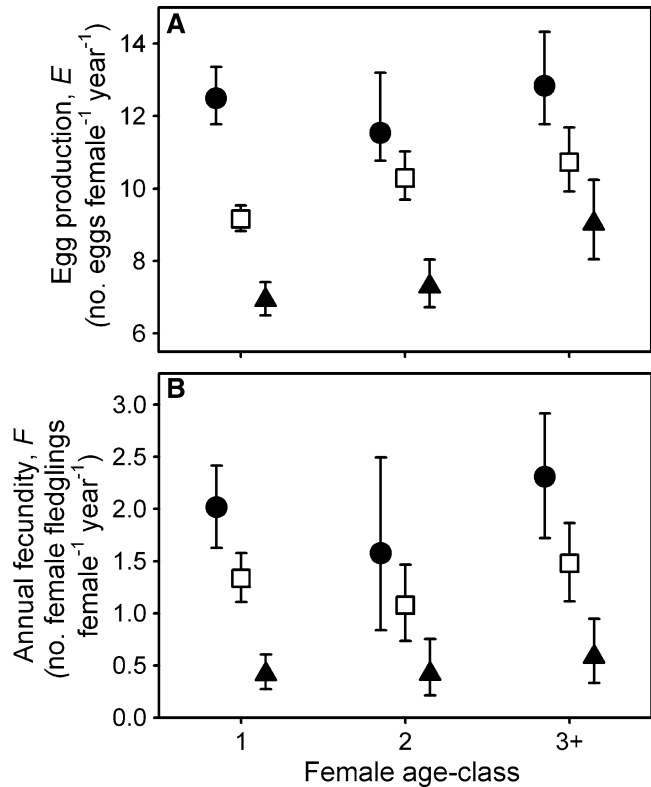 A
Egg production, E
(no. eggs female⁻¹ year⁻¹)
14
12
10
8
6
B
Annual fecundity, F
(no. female fledglings
female⁻¹ year⁻¹)
3.0
2.5
2.0
1.5
1.0
0.5
0.0
1 2 3+
Female age-class